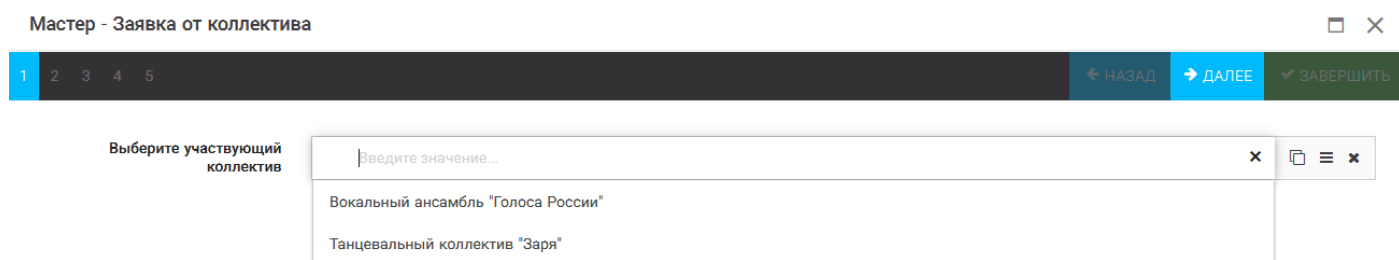 Мастер - Заявка от коллектива
1 2 3 4 5 НАЗАД ДАЛЕЕ ЗАВЕРШИТЬ
Выберите участвующий
коллектив
Введите значение...
Вокальный ансамбль "Голоса России"
Танцевальный коллектив "Заря"